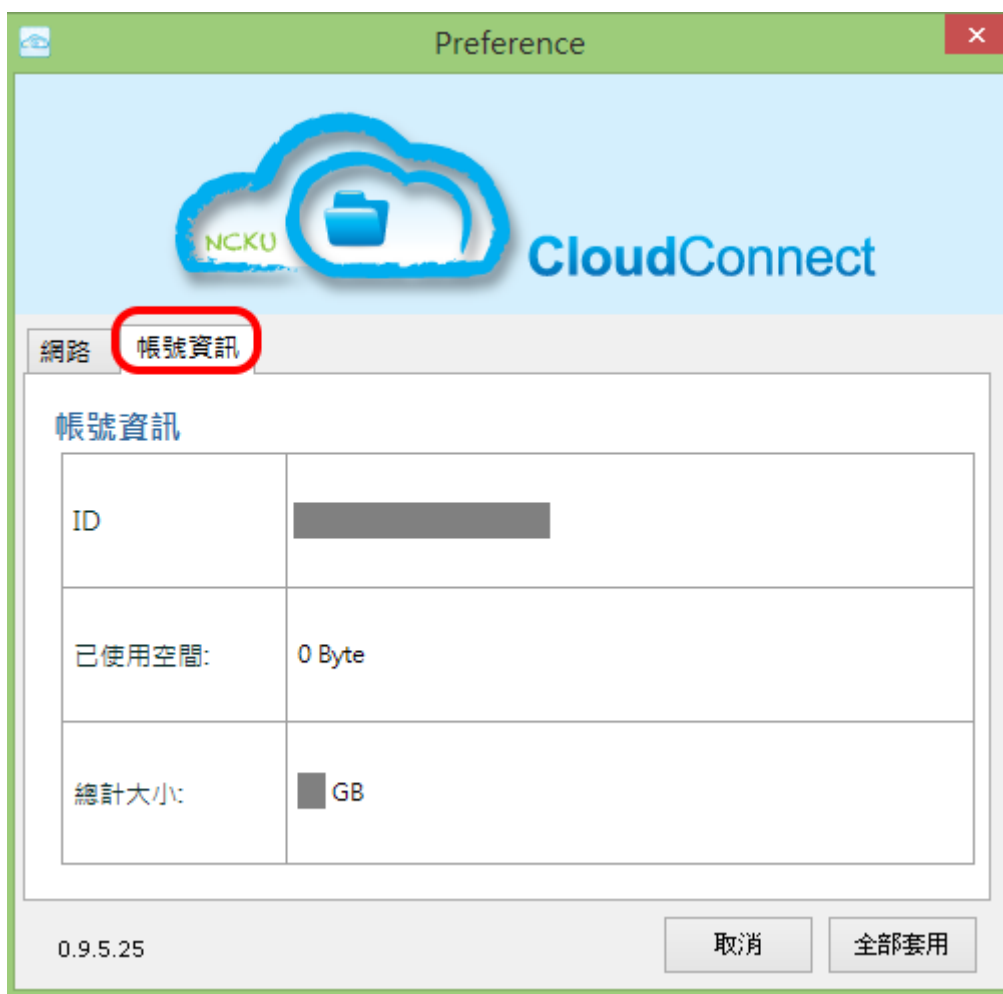 Preference
NCKU
CloudConnect
網路 帳號資訊
帳號資訊
ID
已使用空間: 0 Byte
總計大小: GB
0.9.5.25 取消 全部套用